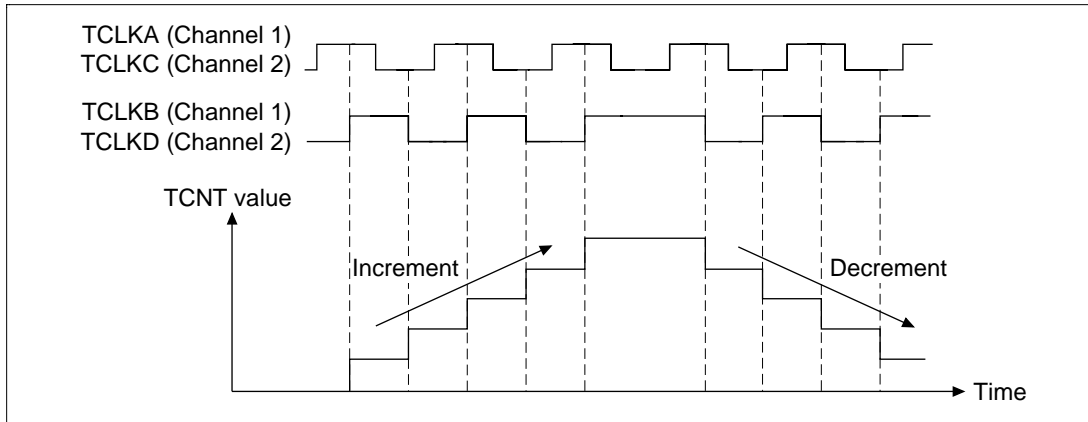 TCLKA (Channel 1)
TCLKC (Channel 2)
TCLKB (Channel 1)
TCLKD (Channel 2)
TCNT value
Increment
Decrement
Time